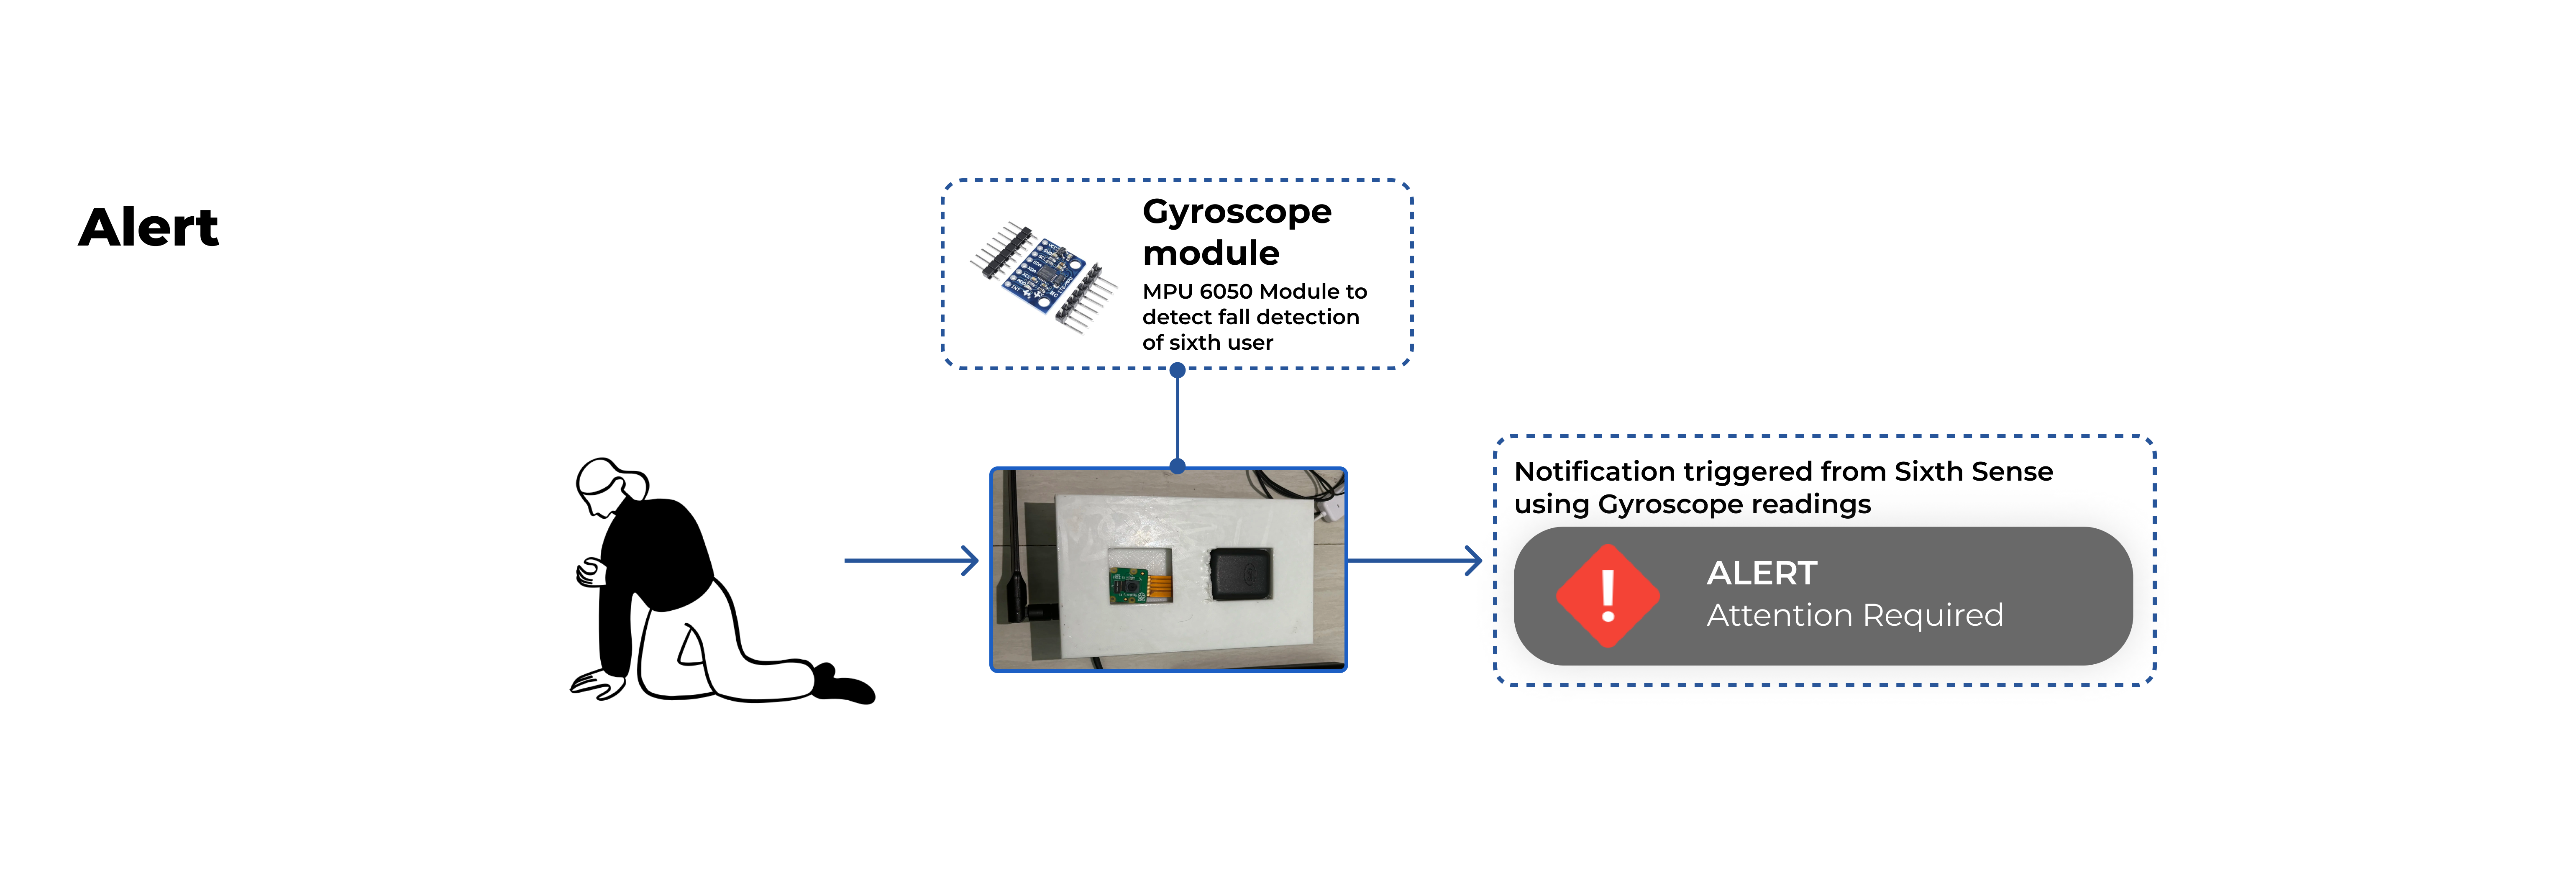 Alert
Gyroscope
module
MPU 6050 Module to
detect fall detection
of sixth user
Notification triggered from Sixth Sense
using Gyroscope readings
ALERT
Attention Required